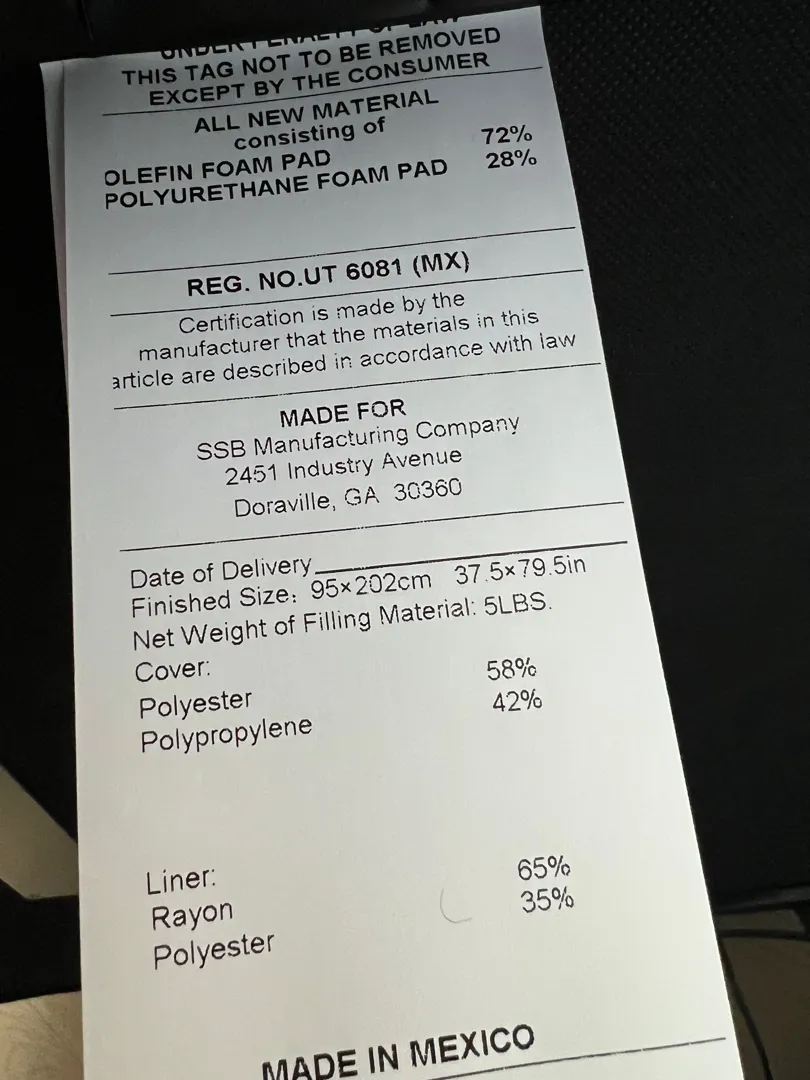 UNDER PENALTY OF LAW
THIS TAG NOT TO BE REMOVED
EXCEPT BY THE CONSUMER
ALL NEW MATERIAL
consisting of
OLEFIN FOAM PAD 72%
POLYURETHANE FOAM PAD 28%
REG. NO.UT 6081 (MX)
Certification is made by the
manufacturer that the materials in this
article are described in accordance with law
MADE FOR
SSB Manufacturing Company
2451 Industry Avenue
Doraville, GA 30360
Date of Delivery
Finished Size: 95×202cm 37.5×79.5in
Net Weight of Filling Material: 5LBS.
Cover:
Polyester 58%
Polypropylene 42%
Liner:
Rayon 65%
Polyester 35%
MADE IN MEXICO